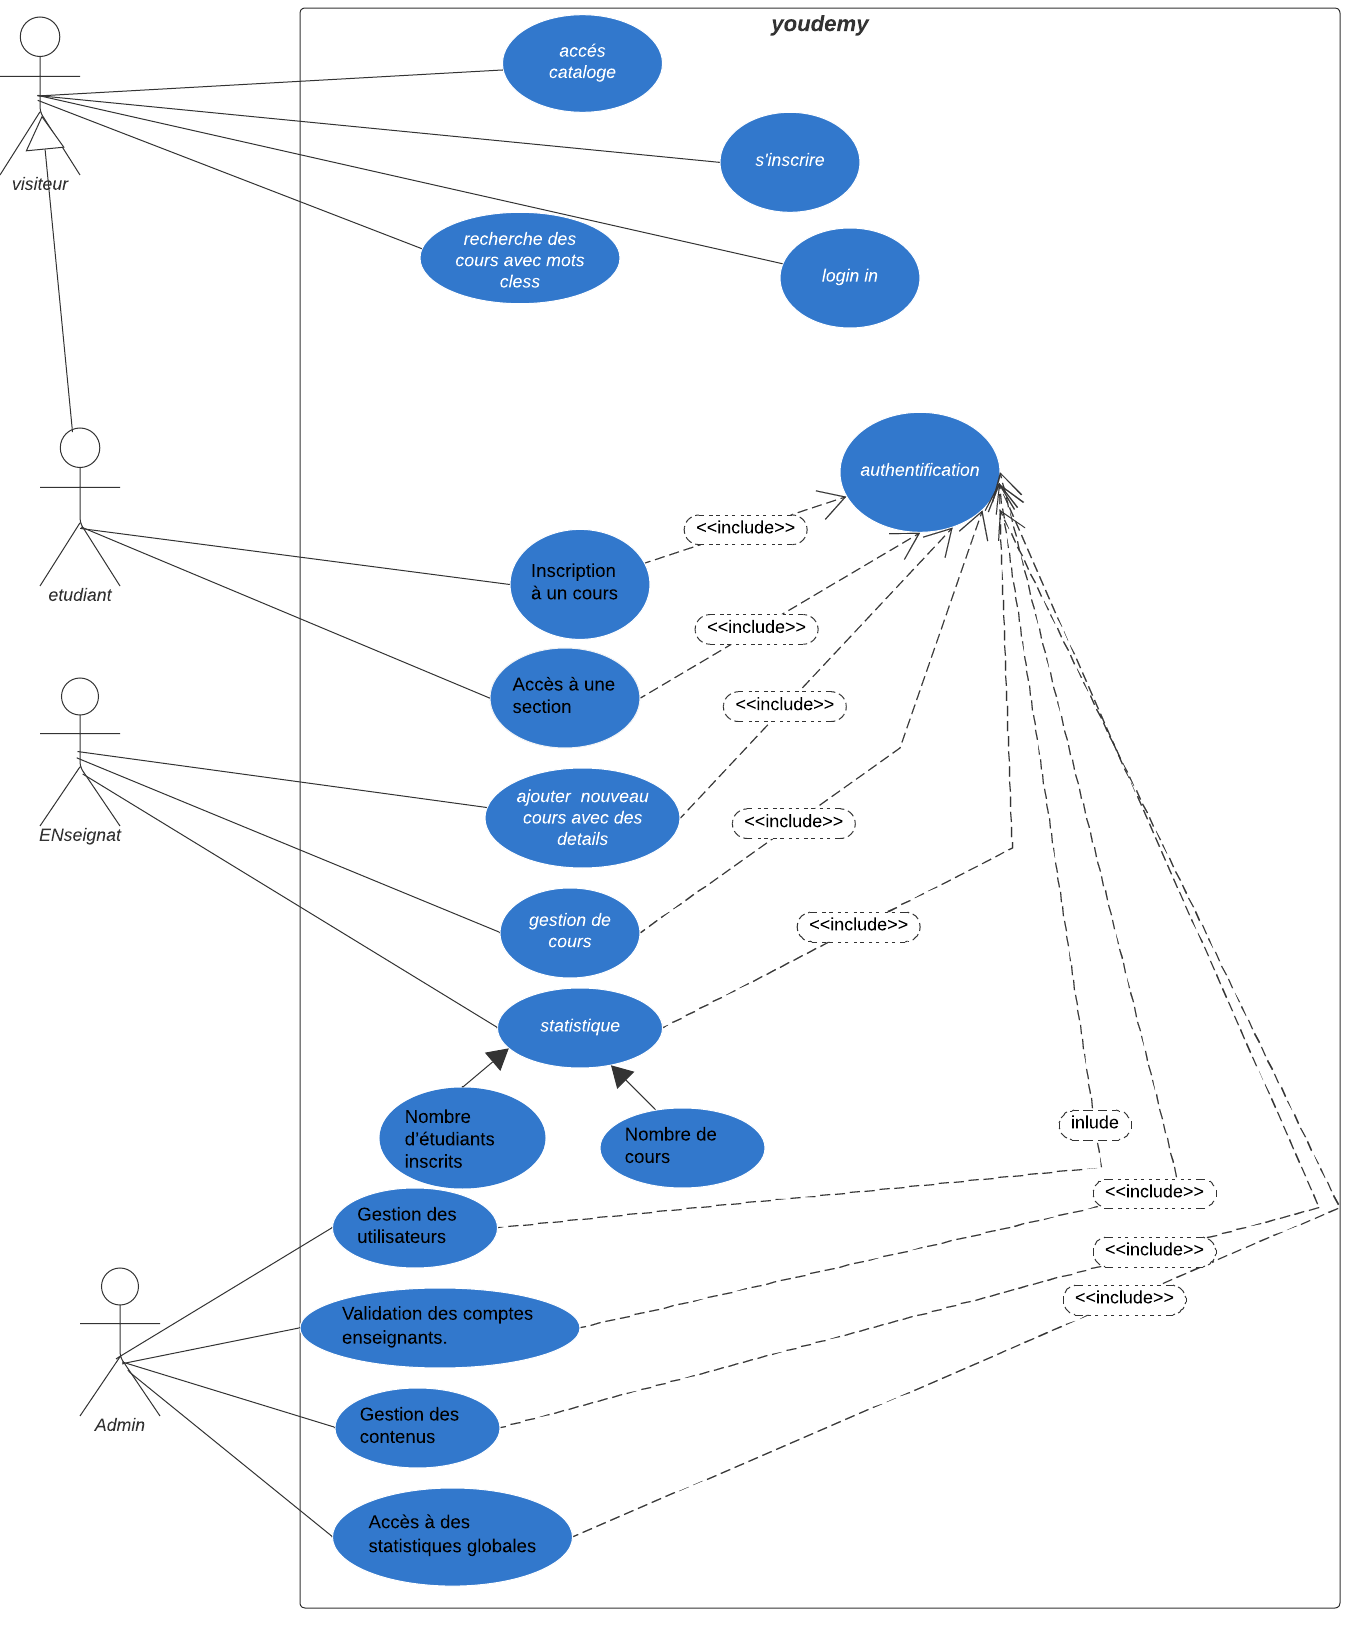 youdemy
accés
cataloge
s'inscrire
visiteur
recherche des
cours avec mots
cless
login in
authentification
<<include>>
Inscription
à un cours
etudiant
<<include>>
Accès à une
section
<<include>>
ENseignat
ajouter nouveau
cours avec des
details
<<include>>
gestion de
cours
<<include>>
statistique
Nombre
d'étudiants
inscrits
Nombre de
cours
inlude
<<include>>
Gestion des
utilisateurs
<<include>>
<<include>>
Validation des comptes
enseignants.
Admin
Gestion des
contenus
Accès à des
statistiques globales